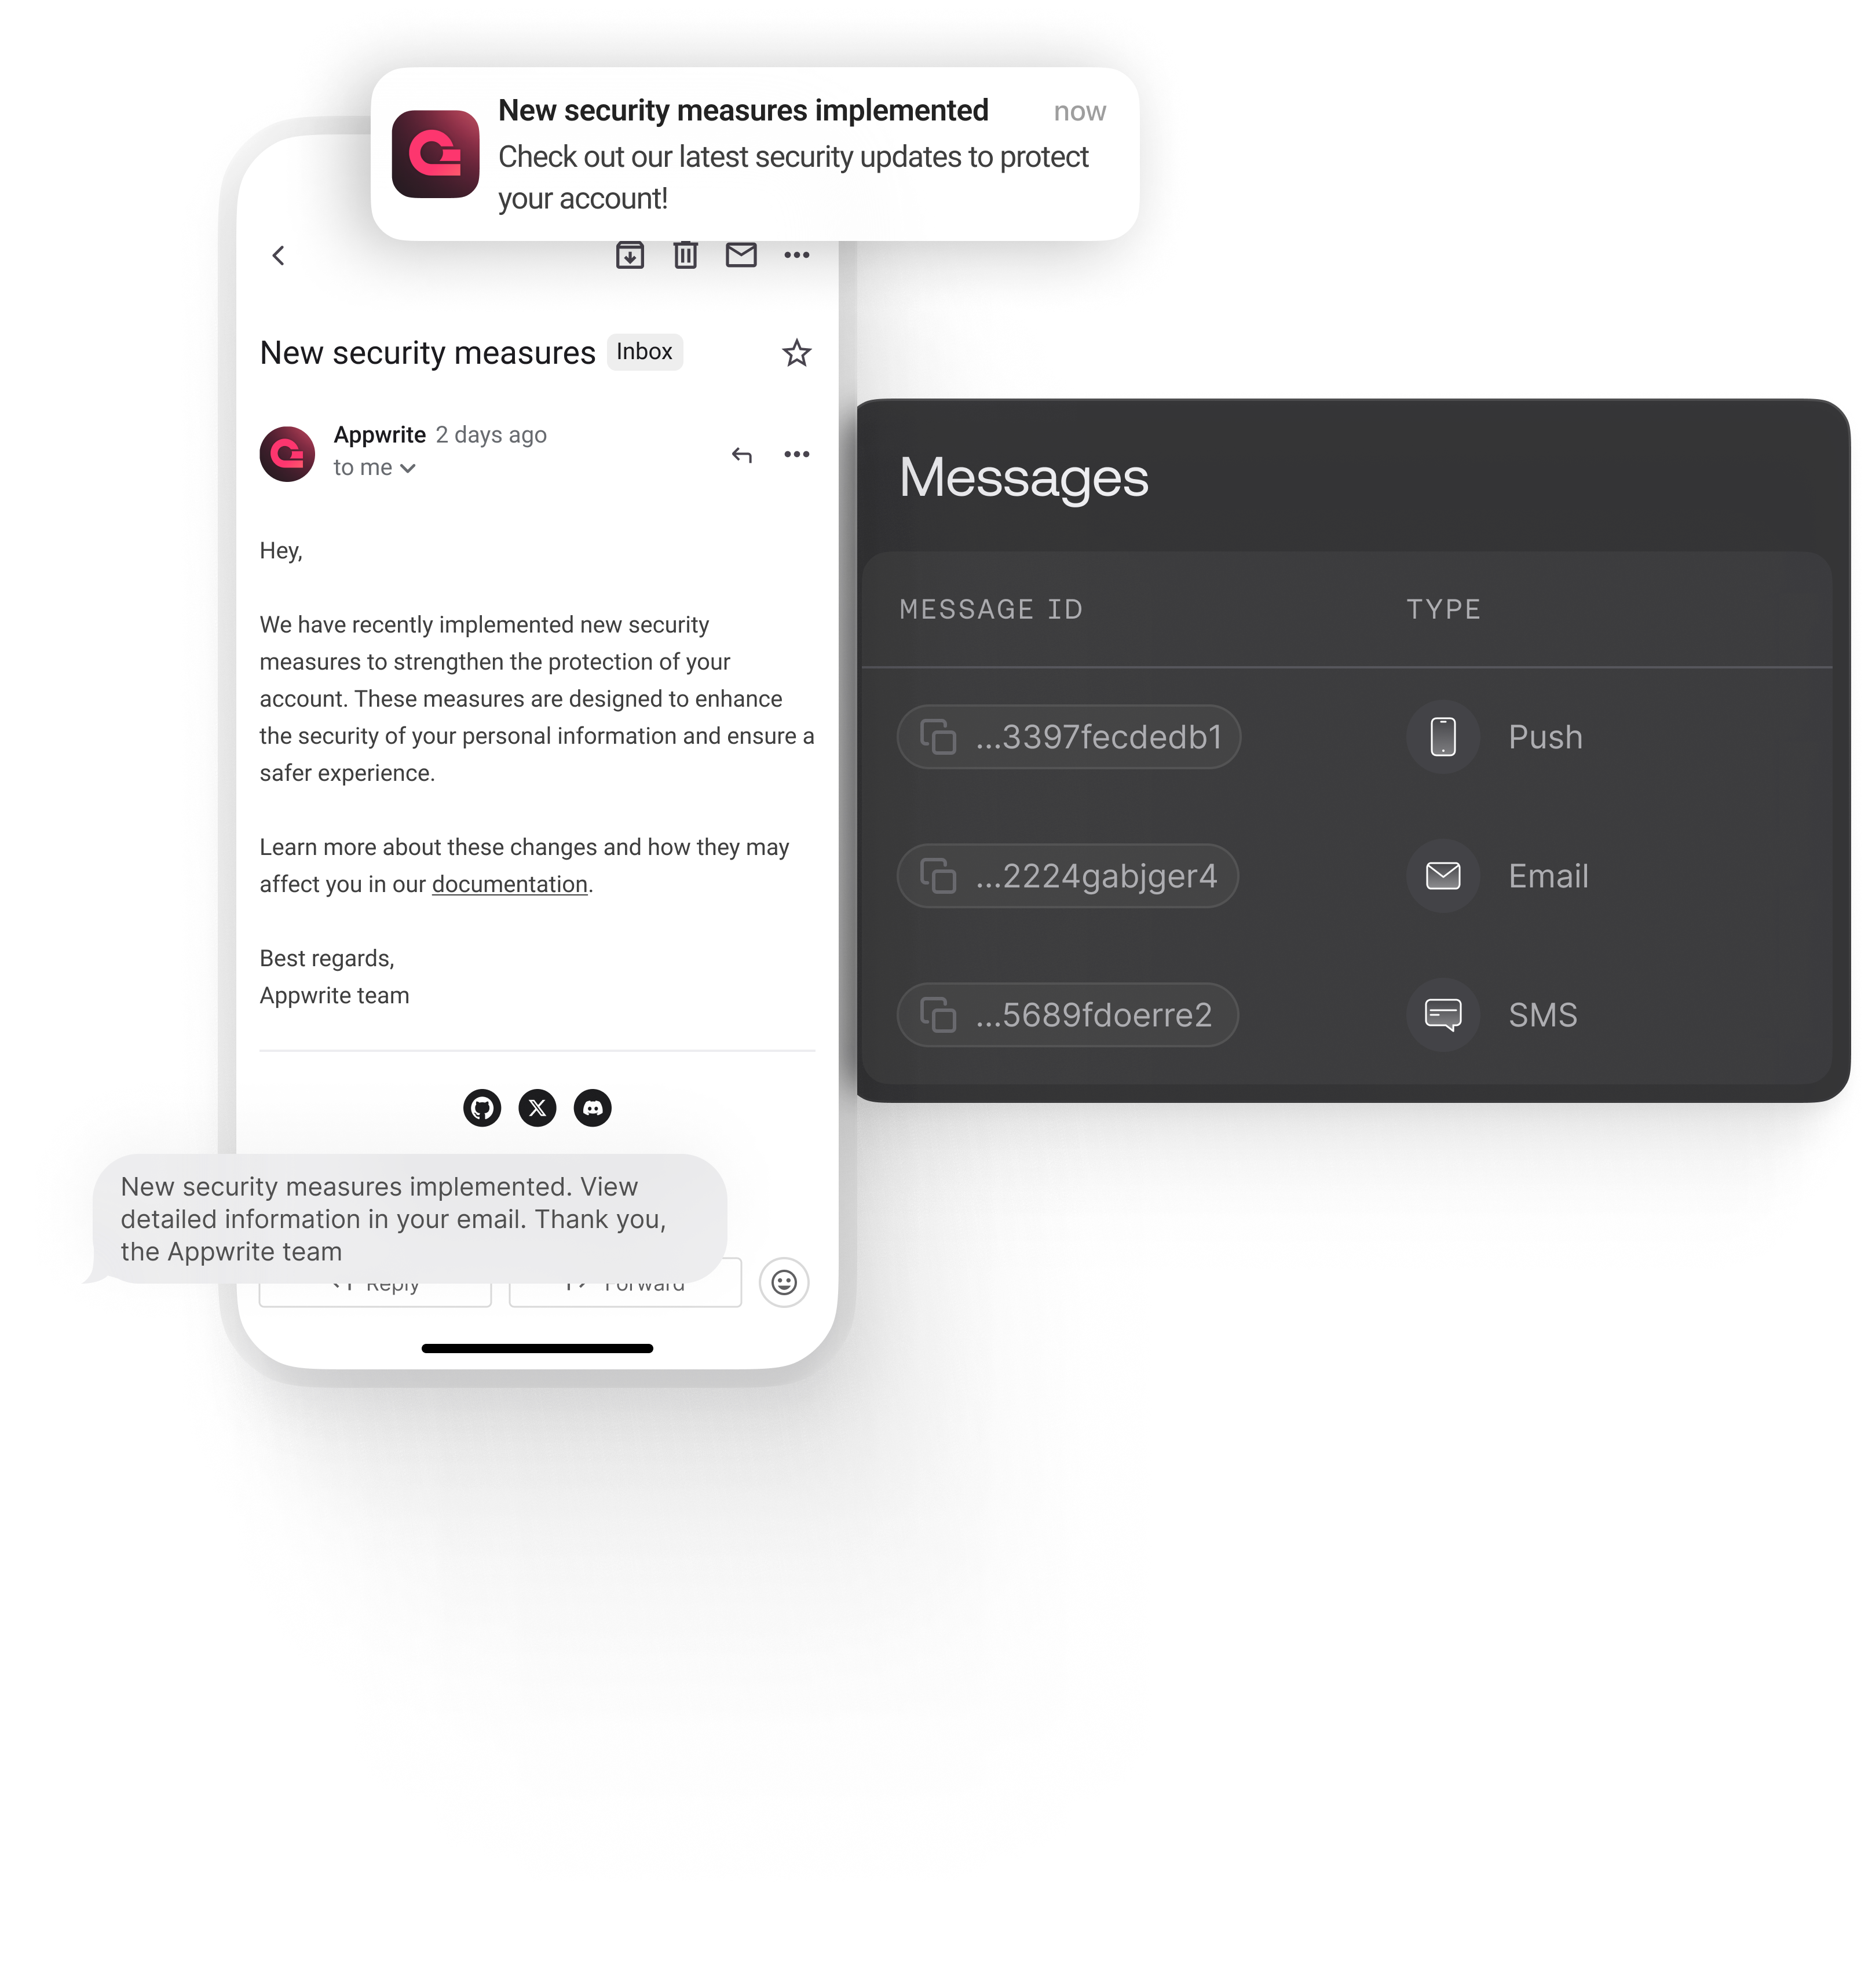 New security measures implemented now
Check out our latest security updates to protect
your account!
New security measures Inbox
Appwrite 2 days ago
to me
Hey,
We have recently implemented new security
measures to strengthen the protection of your
account. These measures are designed to enhance
the security of your personal information and ensure a
safer experience.
Learn more about these changes and how they may
affect you in our documentation.
Best regards,
Appwrite team
New security measures implemented. View
detailed information in your email. Thank you,
the Appwrite team
Reply Forward
Messages
MESSAGE ID TYPE
...3397fecdedb1 Push
...2224gabjger4 Email
...5689fdoerre2 SMS